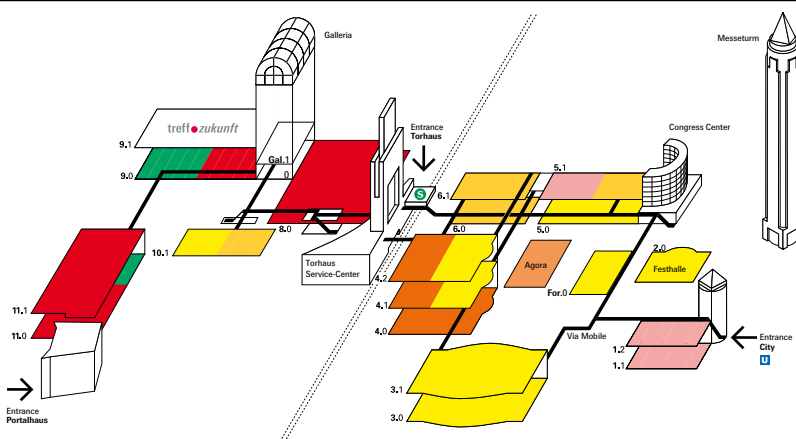 Galleria
Messeturm
treff●zukunft
Entrance
Torhaus
Congress Center
9.1
Gal.1
0
9.0
5.1
6.1
S
8.0
6.0
5.0
10.1
Torhaus
Service-Center
4.2
Agora
2.0
Festhalle
For.0
4.1
11.1
4.0
11.0
Via Mobile
1.2
Entrance
City
U
1.1
3.1
Entrance
Portalhaus
3.0